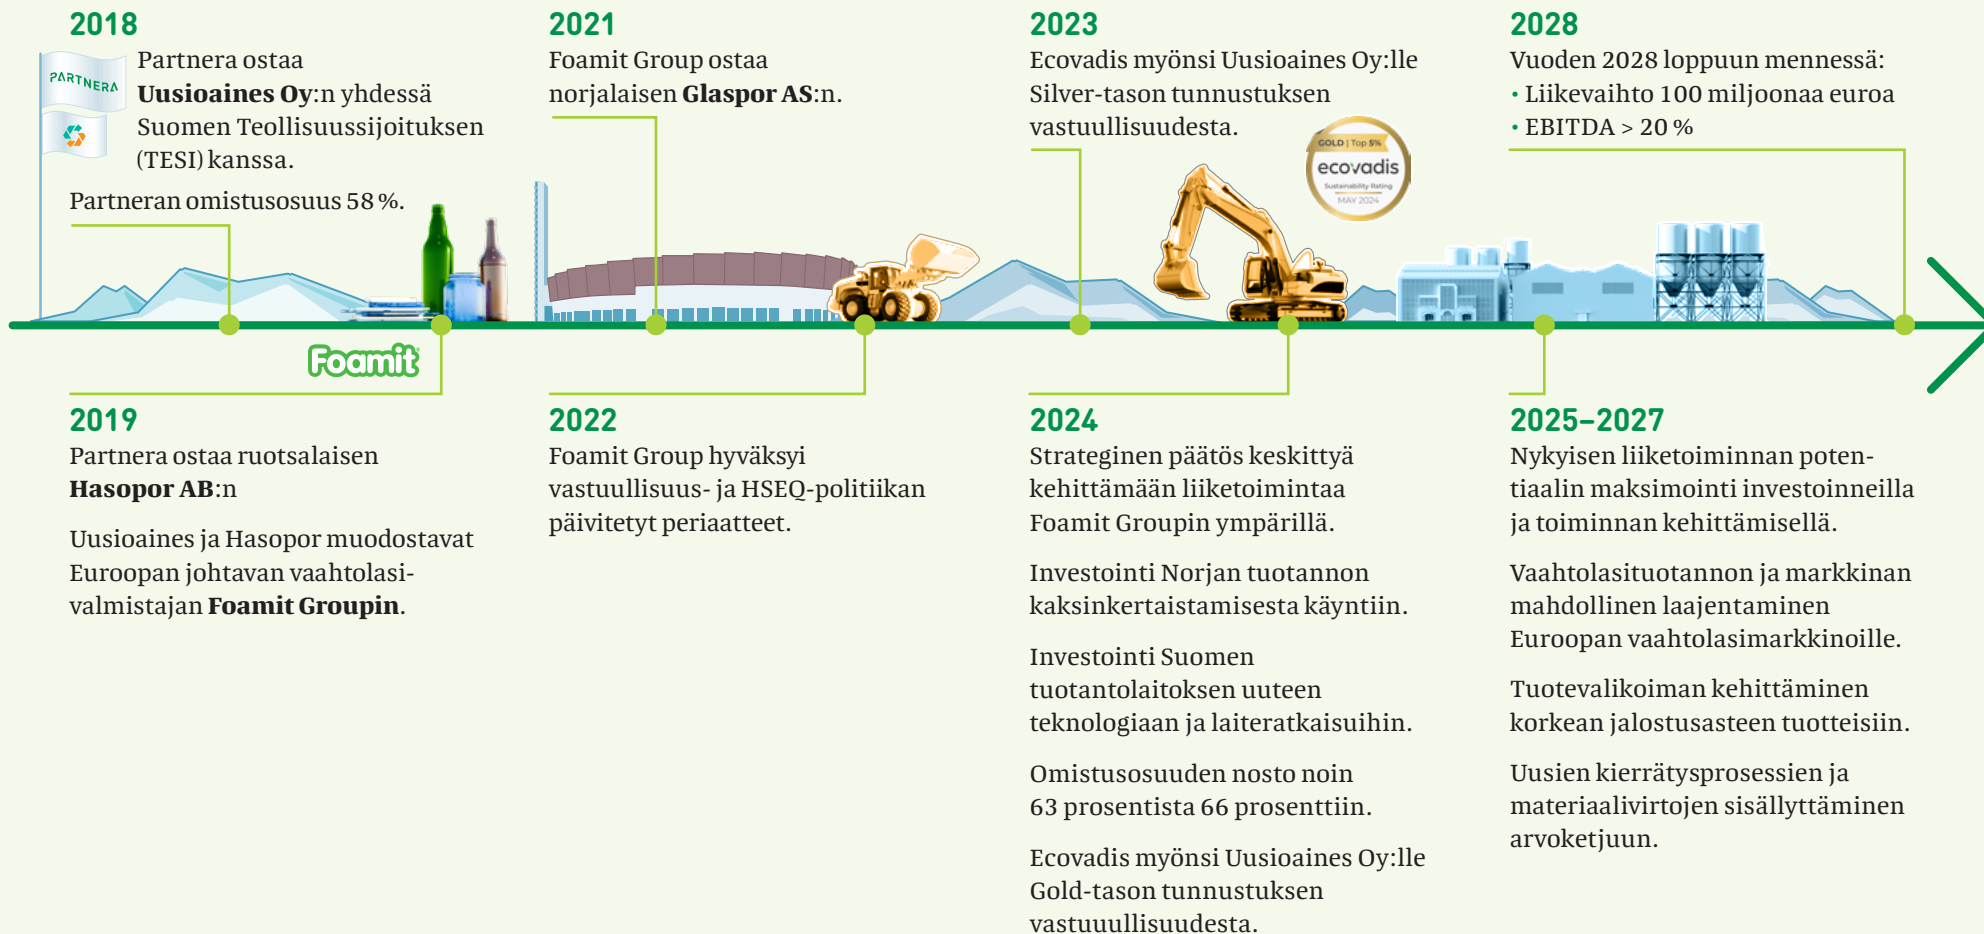 2018
PARTNERA
Partnera ostaa
Uusioaines Oy:n yhdessä
Suomen Teollisuussijoituksen
(TESI) kanssa.
Partneran omistusosuus 58 %.
Foamit
2019
Partnera ostaa ruotsalaisen
Hasopor AB:n
Uusioaines ja Hasopor muodostavat
Euroopan johtavan vaahtolasi-
valmistajan Foamit Groupin.
2021
Foamit Group ostaa
norjalaisen Glaspor AS:n.
2022
Foamit Group hyväksyi
vastuullisuus- ja HSEQ-politiikan
päivitetyt periaatteet.
2023
Ecovadis myönsi Uusioaines Oy:lle
Silver-tason tunnustuksen
vastuullisuudesta.
GOLD | Top 5%
ecovadis
Sustainability Rating
MAY 2024
2024
Strateginen päätös keskittyä
kehittämään liiketoimintaa
Foamit Groupin ympärillä.
Investointi Norjan tuotannon
kaksinkertaistamisesta käyntiin.
Investointi Suomen
tuotantolaitoksen uuteen
teknologiaan ja laiteratkaisuihin.
Omistusosuuden nosto noin
63 prosentista 66 prosenttiin.
Ecovadis myönsi Uusioaines Oy:lle
Gold-tason tunnustuksen
vastuuullisuudesta.
2028
Vuoden 2028 loppuun mennessä:
• Liikevaihto 100 miljoonaa euroa
• EBITDA > 20 %
2025–2027
Nykyisen liiketoiminnan poten-
tiaalin maksimointi investoinneilla
ja toiminnan kehittämisellä.
Vaahtolasituotannon ja markkinan
mahdollinen laajentaminen
Euroopan vaahtolasimarkkinoille.
Tuotevalikoiman kehittäminen
korkean jalostusasteen tuotteisiin.
Uusien kierrätysprosessien ja
materiaalivirtojen sisällyttäminen
arvoketjuun.